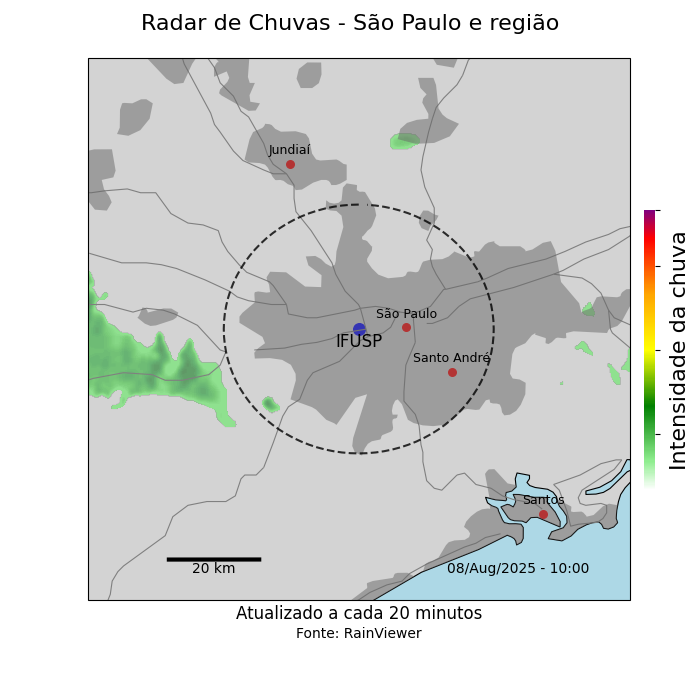 Radar de Chuvas - São Paulo e região
Jundiaí
São Paulo
IFUSP
Santo André
Intensidade da chuva
Santos
20 km
08/Aug/2025 - 10:00
Atualizado a cada 20 minutos
Fonte: RainViewer